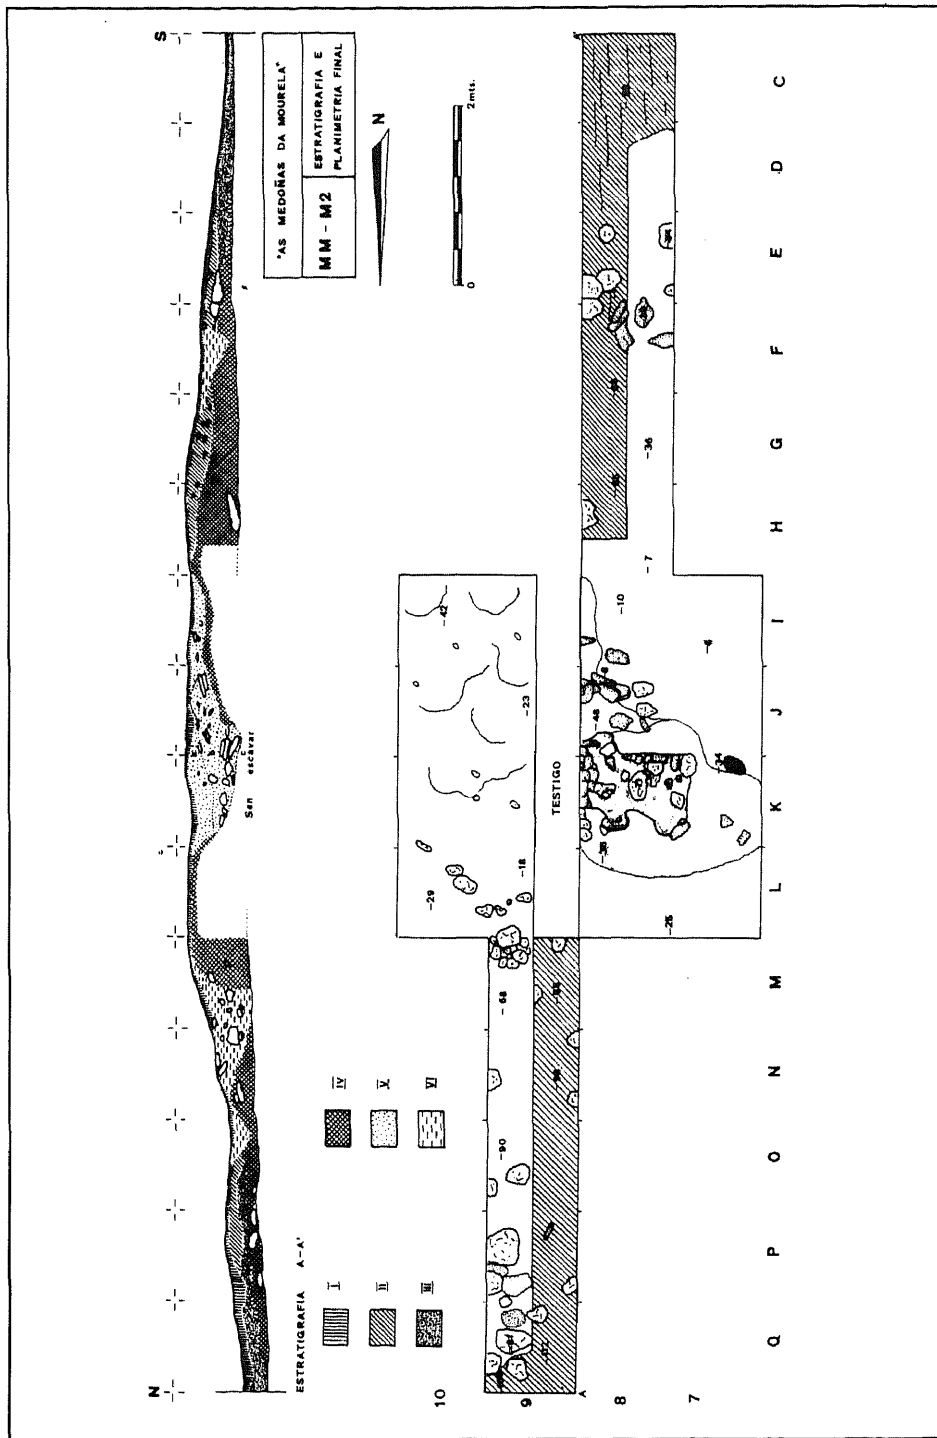 N
S
"AS MEDOÑAS DA MOURELA"
MM - M2
ESTRATIGRAFIA E
PLANIMETRIA FINAL
N
0
2 mts.
Sen escavar
ESTRATIGRAFIA A-A'
I
II
III
IV
V
VI
TESTIGO
-42
-23
-18
-29
-68
-90
-36
-7
-10
-4
-48
-34
-25
A
A'
10
9
8
7
Q
P
O
N
M
L
K
J
I
H
G
F
E
D
C